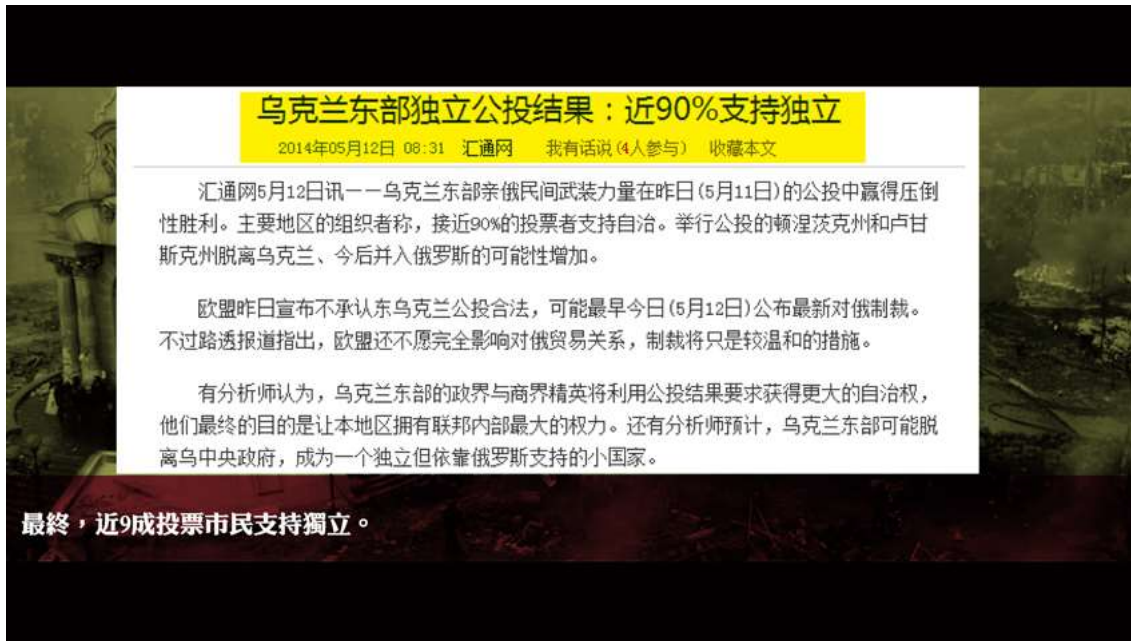 乌克兰东部独立公投结果：近90%支持独立
2014年05月12日 08:31 汇通网 我有话说(4人参与) 收藏本文
汇通网5月12日讯——乌克兰东部亲俄民间武装力量在昨日(5月11日)的公投中赢得压倒
性胜利。主要地区的组织者称，接近90%的投票者支持自治。举行公投的顿涅茨克州和卢甘
斯克州脱离乌克兰、今后并入俄罗斯的可能性增加。
欧盟昨日宣布不承认东乌克兰公投合法，可能最早今日(5月12日)公布最新对俄制裁。
不过路透报道指出，欧盟还不愿完全影响对俄贸易关系，制裁将只是较温和的措施。
有分析师认为，乌克兰东部的政界与商界精英将利用公投结果要求获得更大的自治权，
他们最终的目的是让本地区拥有联邦内部最大的权力。还有分析师预计，乌克兰东部可能脱
离乌中央政府，成为一个独立但依靠俄罗斯支持的小国家。
最終，近9成投票市民支持獨立。